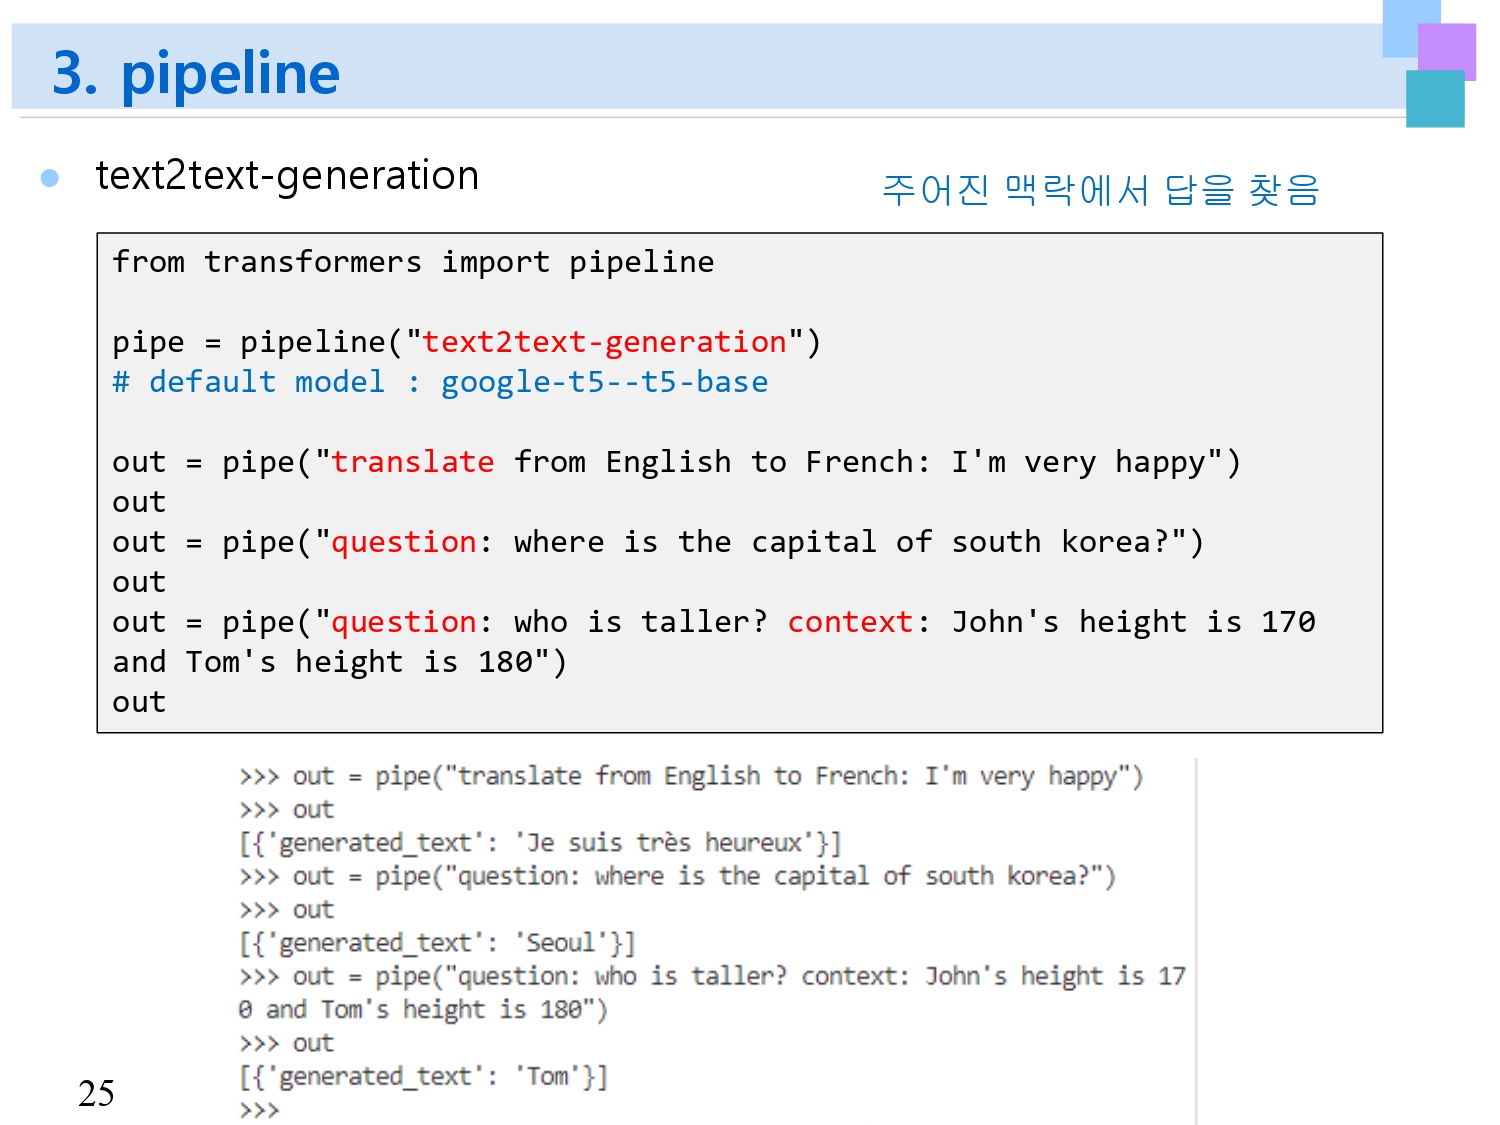 3. pipeline
text2text-generation
주어진 맥락에서 답을 찾음
from transformers import pipeline
pipe = pipeline("text2text-generation")
# default model : google-t5--t5-base
out = pipe("translate from English to French: I'm very happy")
out
out = pipe("question: where is the capital of south korea?")
out
out = pipe("question: who is taller? context: John's height is 170
and Tom's height is 180")
out
>>> out = pipe("translate from English to French: I'm very happy")
>>> out
[{'generated_text': 'Je suis très heureux'}]
>>> out = pipe("question: where is the capital of south korea?")
>>> out
[{'generated_text': 'Seoul'}]
>>> out = pipe("question: who is taller? context: John's height is 17
0 and Tom's height is 180")
>>> out
[{'generated_text': 'Tom'}]
>>>
25